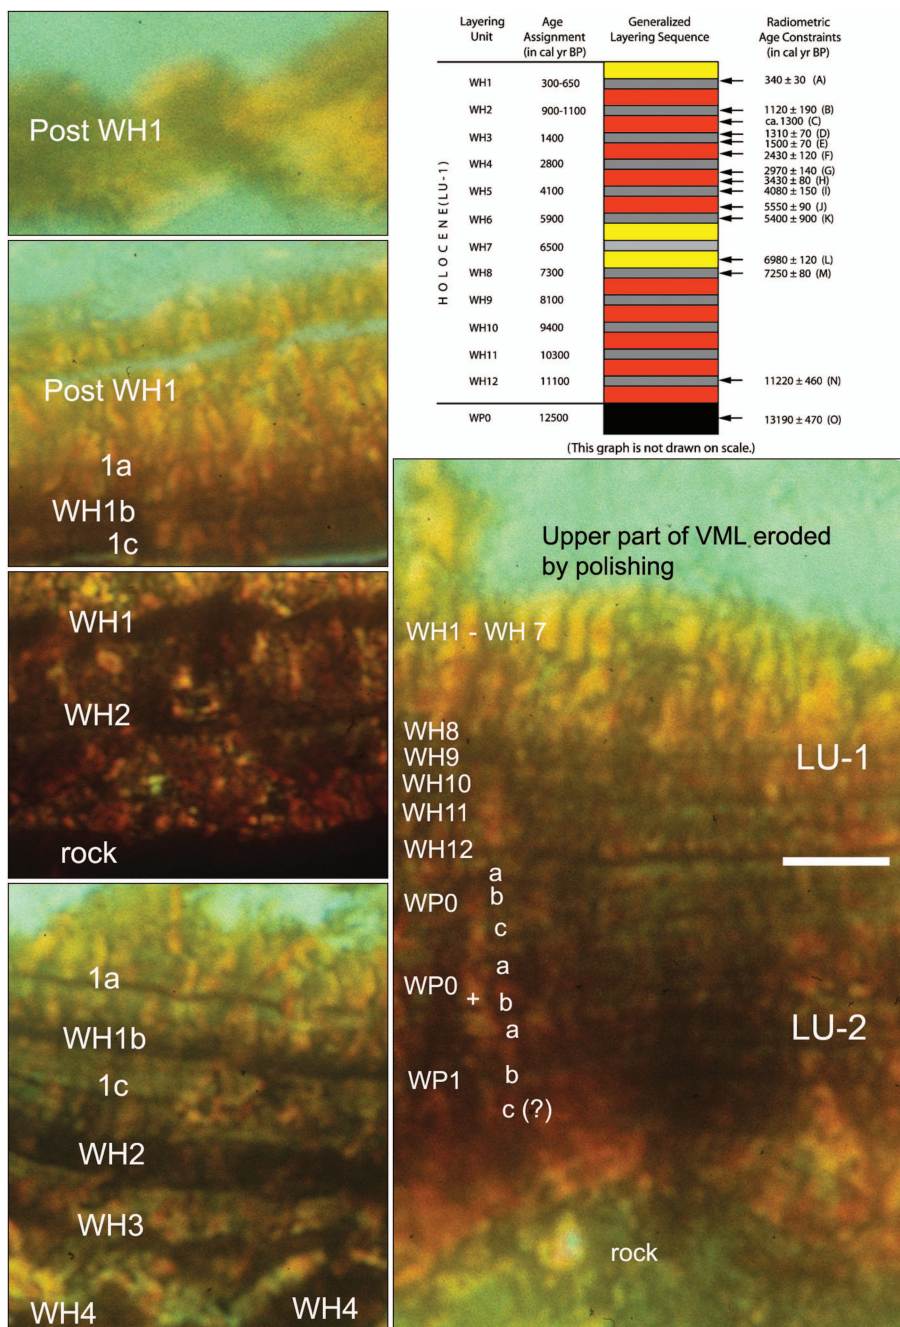 Post WH1
Post WH1
1a
WH1b
1c
WH1
WH2
rock
1a
WH1b
1c
WH2
WH3
WH4 WH4
Layering Unit
Age Assignment (in cal yr BP)
Generalized Layering Sequence
Radiometric Age Constraints (in cal yr BP)
HOLOCENE (LU-1)
WH1 300-650 340 ± 30 (A)
WH2 900-1100 1120 ± 190 (B)
ca. 1300 (C)
1310 ± 70 (D)
WH3 1400 1500 ± 70 (E)
2430 ± 120 (F)
WH4 2800 2970 ± 140 (G)
3430 ± 80 (H)
WH5 4100 4080 ± 150 (I)
5550 ± 90 (J)
WH6 5900 5400 ± 900 (K)
WH7 6500
6980 ± 120 (L)
WH8 7300 7250 ± 80 (M)
WH9 8100
WH10 9400
WH11 10300
WH12 11100 11220 ± 460 (N)
WP0 12500 13190 ± 470 (O)
(This graph is not drawn on scale.)
Upper part of VML eroded
by polishing
WH1 - WH 7
WH8
WH9
LU-1
WH10
WH11
WH12
a
WP0 b
c
a
WP0 + b
a
LU-2
WP1 b
c (?)
rock